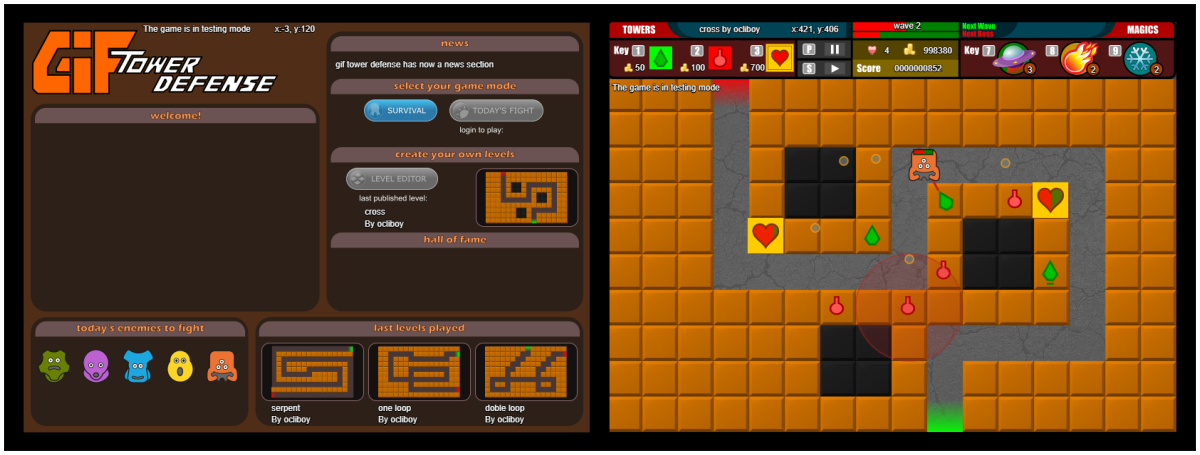 The game is in testing mode x:-3, y:120
GiF TOWER
DEFENSE
welcome!
news
gif tower defense has now a news section
select your game mode
SURVIVAL TODAY'S FIGHT
login to play:
create your own levels
LEVEL EDITOR
last published level:
cross
By ocliboy
hall of fame
today's enemies to fight
last levels played
serpent
By ocliboy
one loop
By ocliboy
doble loop
By ocliboy
TOWERS cross by ocliboy x:421, y:406 wave 2 Next Wave MAGICS
Next Boss
Key 1 2 3 P 4 998380 Key 7 8 9
50 100 700 S Score 0000000852 3 2 2
The game is in testing mode